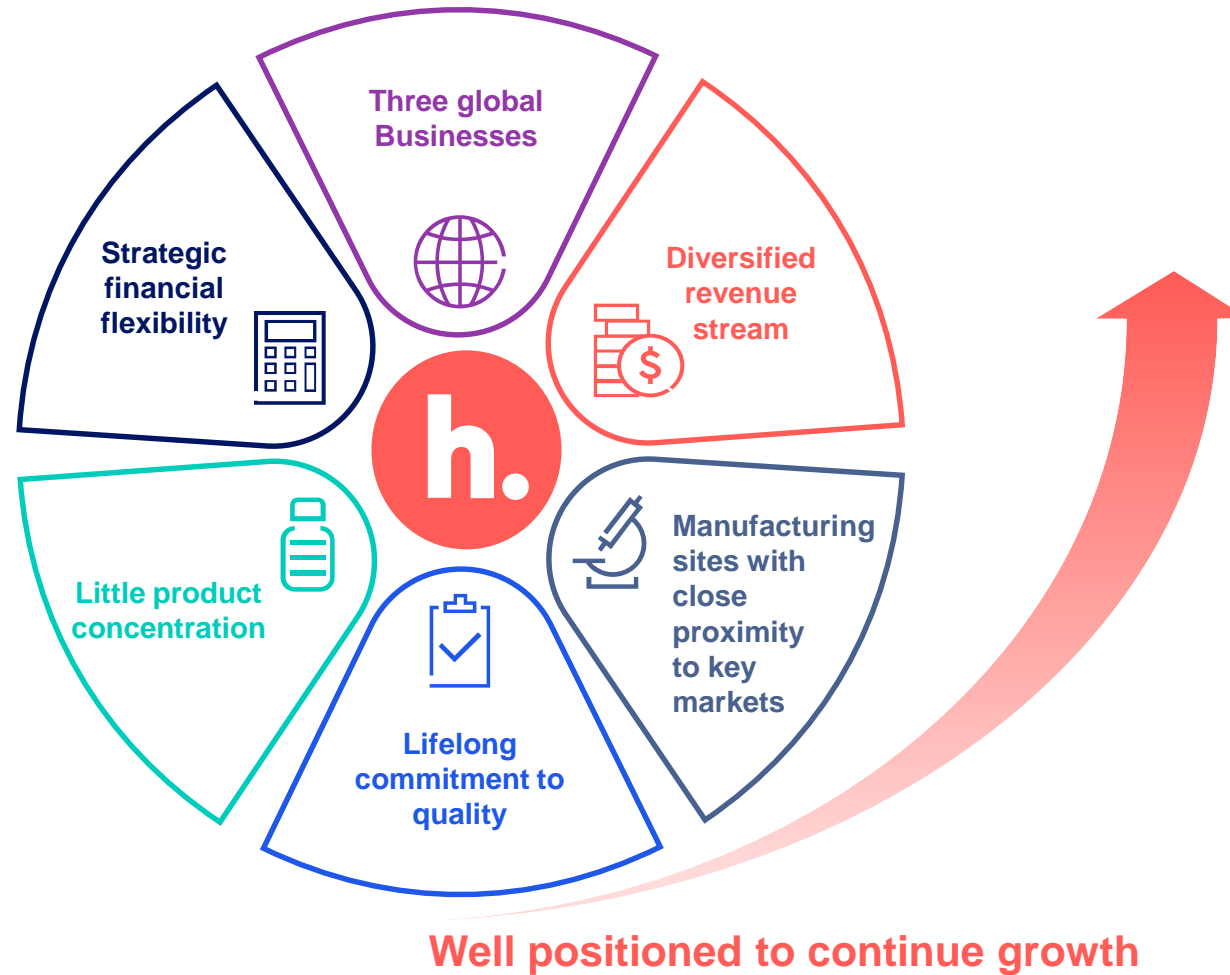 Three global
Businesses
Diversified
revenue
stream
$
Manufacturing
sites with
close
proximity
to key
markets
Lifelong
commitment to
quality
Little product
concentration
Strategic
financial
flexibility
h.
Well positioned to continue growth